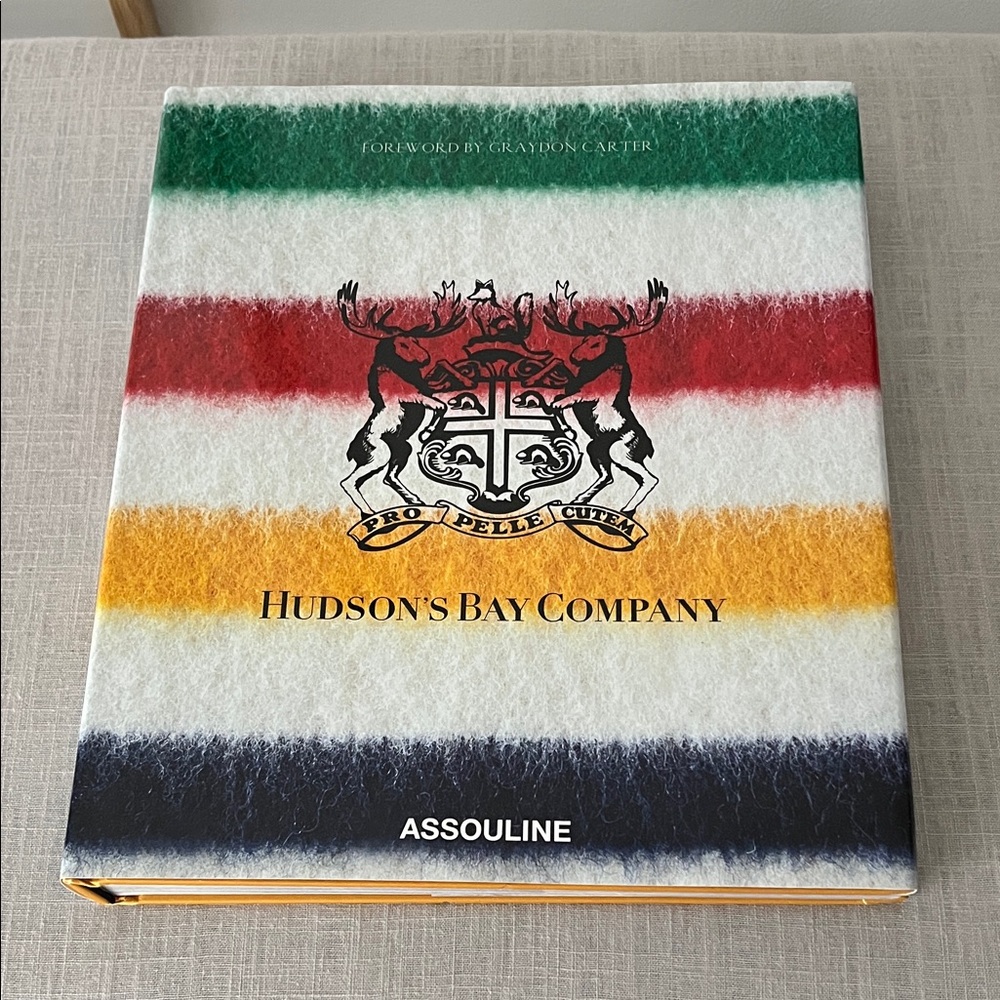 FOREWORD BY GRAYDON CARTER
PRO PELLE CUTEM
HUDSON'S BAY COMPANY
ASSOULINE